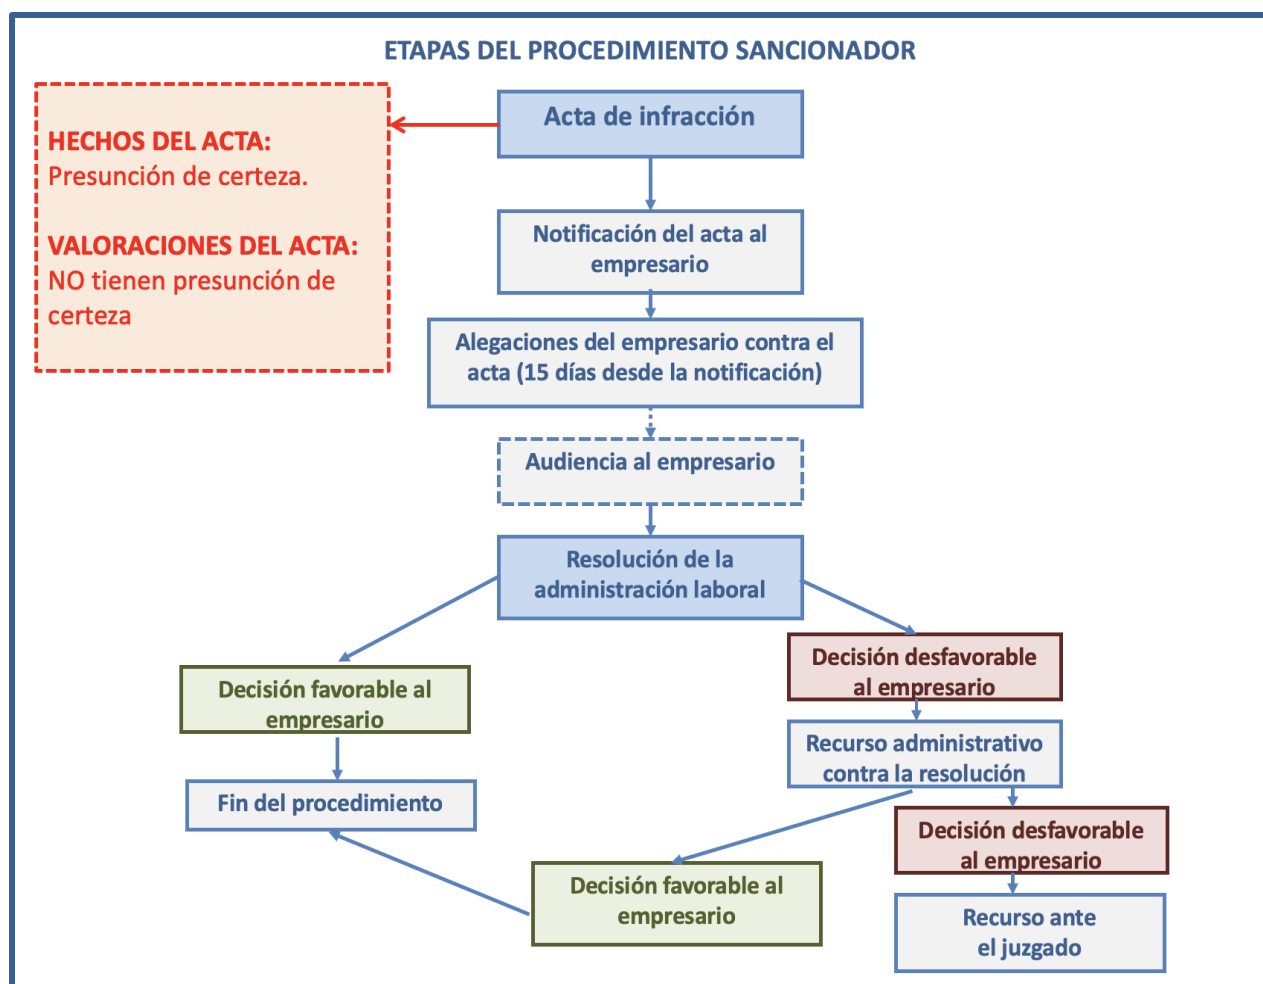 ETAPAS DEL PROCEDIMIENTO SANCIONADOR
Acta de infracción
HECHOS DEL ACTA:
Presunción de certeza.
VALORACIONES DEL ACTA:
NO tienen presunción de
certeza
Notificación del acta al
empresario
Alegaciones del empresario contra el
acta (15 días desde la notificación)
Audiencia al empresario
Resolución de la
administración laboral
Decisión favorable al
empresario
Fin del procedimiento
Decisión desfavorable
al empresario
Recurso administrativo
contra la resolución
Decisión favorable al
empresario
Decisión desfavorable
al empresario
Recurso ante
el juzgado